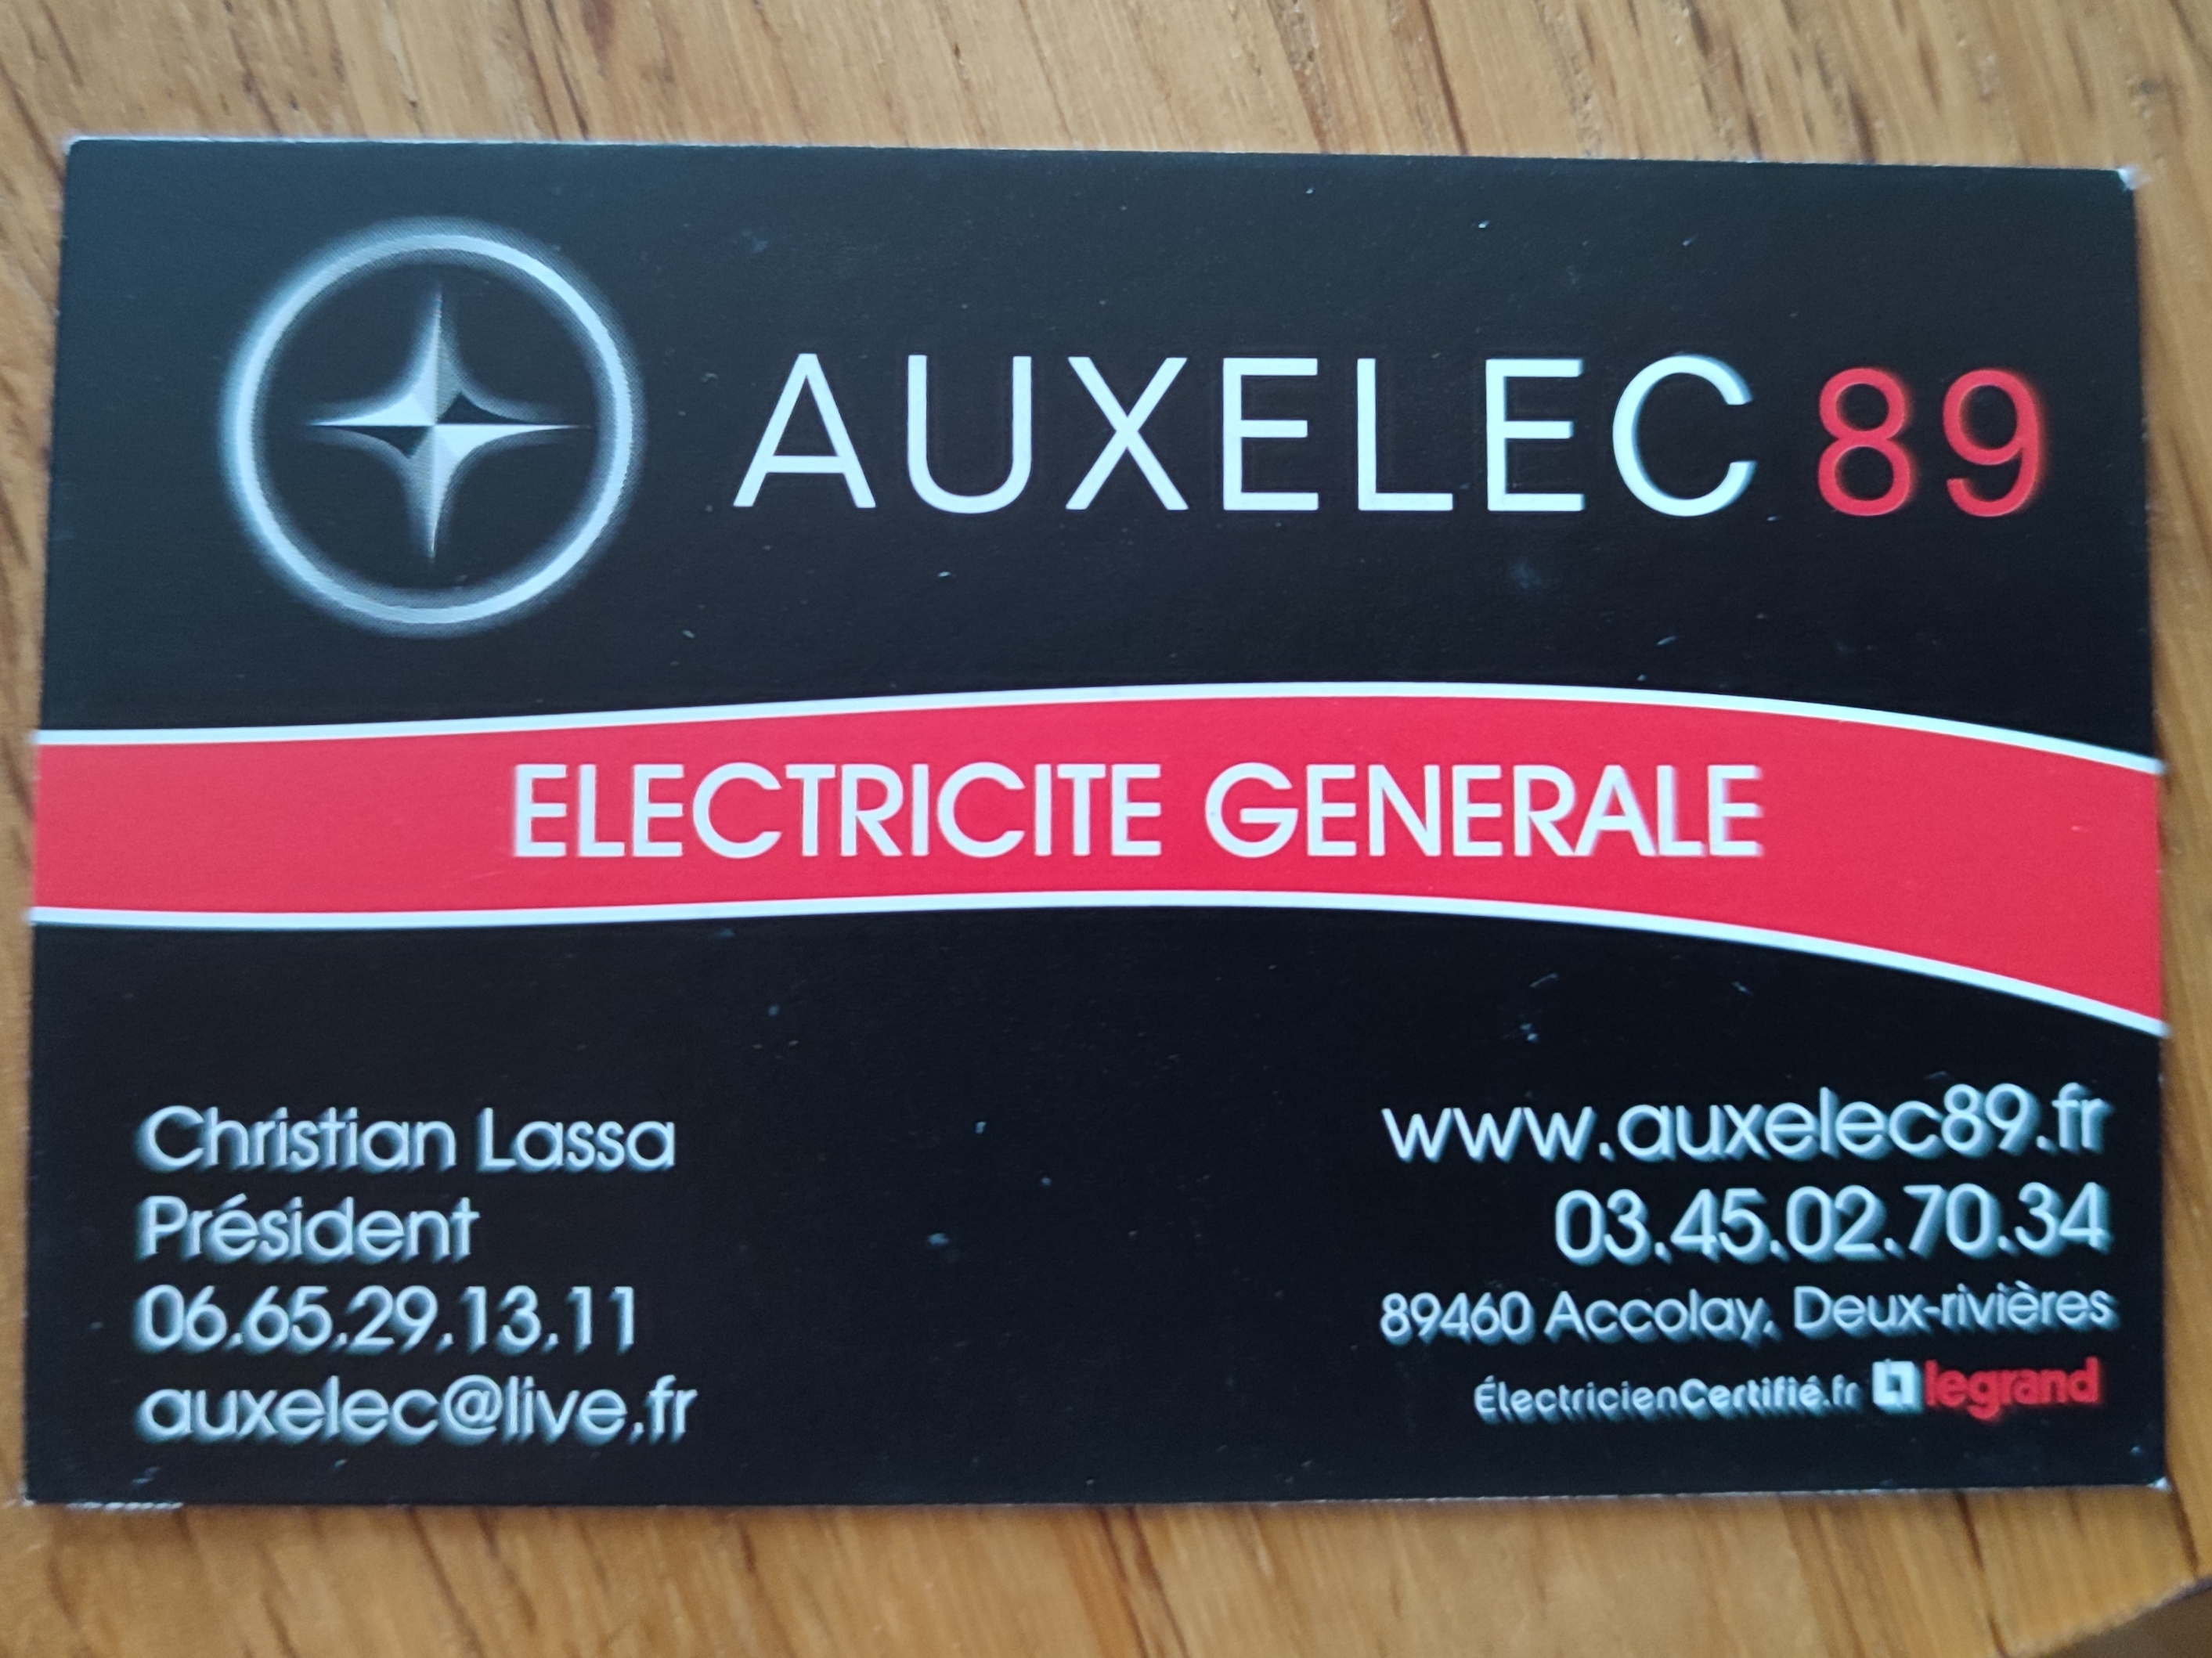 AUXELEC 89
ELECTRICITE GENERALE
Christian Lassa
Président
06.65.29.13.11
auxelec@live.fr
www.auxelec89.fr
03.45.02.70.34
89460 Accolay, Deux-rivières
ÉlectricienCertifié.fr legrand